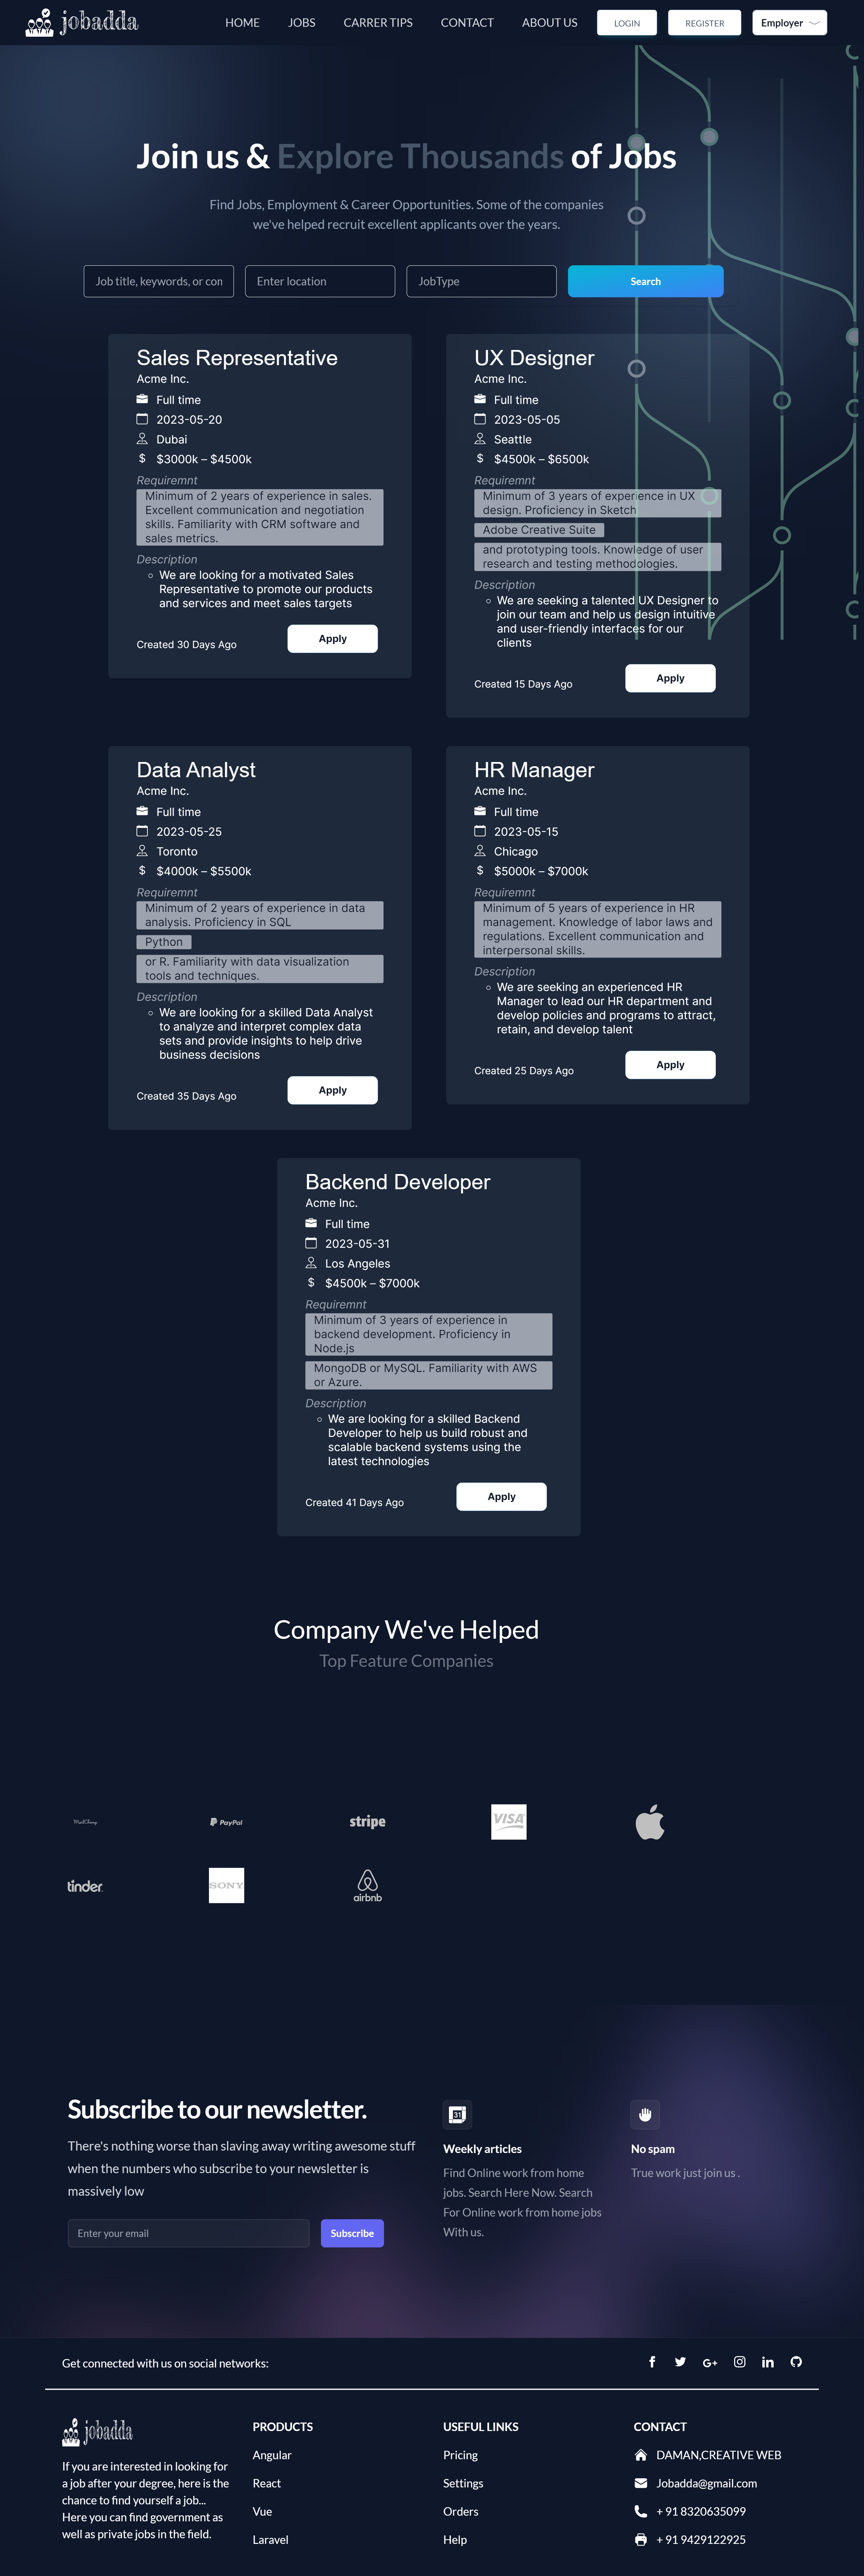 jobadda
HOME JOBS CARRER TIPS CONTACT ABOUT US LOGIN REGISTER Employer
Join us & Explore Thousands of Jobs
Find Jobs, Employment & Career Opportunities. Some of the companies
we've helped recruit excellent applicants over the years.
Job title, keywords, or con Enter location JobType Search
Sales Representative
Acme Inc.
Full time
2023-05-20
Dubai
$ $3000k – $4500k
Requiremnt
Minimum of 2 years of experience in sales.
Excellent communication and negotiation
skills. Familiarity with CRM software and
sales metrics.
Description
We are looking for a motivated Sales
Representative to promote our products
and services and meet sales targets
Created 30 Days Ago Apply
UX Designer
Acme Inc.
Full time
2023-05-05
Seattle
$ $4500k – $6500k
Requiremnt
Minimum of 3 years of experience in UX
design. Proficiency in Sketch
Adobe Creative Suite
and prototyping tools. Knowledge of user
research and testing methodologies.
Description
We are seeking a talented UX Designer to
join our team and help us design intuitive
and user-friendly interfaces for our
clients
Created 15 Days Ago Apply
Data Analyst
Acme Inc.
Full time
2023-05-25
Toronto
$ $4000k – $5500k
Requiremnt
Minimum of 2 years of experience in data
analysis. Proficiency in SQL
Python
or R. Familiarity with data visualization
tools and techniques.
Description
We are looking for a skilled Data Analyst
to analyze and interpret complex data
sets and provide insights to help drive
business decisions
Created 35 Days Ago Apply
HR Manager
Acme Inc.
Full time
2023-05-15
Chicago
$ $5000k – $7000k
Requiremnt
Minimum of 5 years of experience in HR
management. Knowledge of labor laws and
regulations. Excellent communication and
interpersonal skills.
Description
We are seeking an experienced HR
Manager to lead our HR department and
develop policies and programs to attract,
retain, and develop talent
Created 25 Days Ago Apply
Backend Developer
Acme Inc.
Full time
2023-05-31
Los Angeles
$ $4500k – $7000k
Requiremnt
Minimum of 3 years of experience in
backend development. Proficiency in
Node.js
MongoDB or MySQL. Familiarity with AWS
or Azure.
Description
We are looking for a skilled Backend
Developer to help us build robust and
scalable backend systems using the
latest technologies
Created 41 Days Ago Apply
Company We've Helped
Top Feature Companies
MailChimp PayPal stripe VISA
tinder SONY airbnb
Subscribe to our newsletter.
There's nothing worse than slaving away writing awesome stuff
when the numbers who subscribe to your newsletter is
massively low
Enter your email Subscribe
31
Weekly articles
Find Online work from home
jobs. Search Here Now. Search
For Online work from home jobs
With us.
No spam
True work just join us .
Get connected with us on social networks:
f G+ in
jobadda
If you are interested in looking for
a job after your degree, here is the
chance to find yourself a job...
Here you can find government as
well as private jobs in the field.
PRODUCTS
Angular
React
Vue
Laravel
USEFUL LINKS
Pricing
Settings
Orders
Help
CONTACT
DAMAN,CREATIVE WEB
Jobadda@gmail.com
+ 91 8320635099
+ 91 9429122925